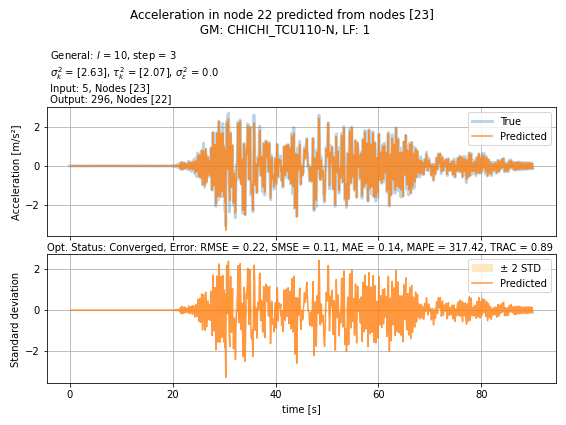 Acceleration in node 22 predicted from nodes [23]
GM: CHICHI_TCU110-N, LF: 1
General: l = 10, step = 3
σ²ₖ = [2.63], τ²ₖ = [2.07], σ²ε = 0.0
Input: 5, Nodes [23]
Output: 296, Nodes [22]
Acceleration [m/s²]
2
0
−2
True
Predicted
Opt. Status: Converged, Error: RMSE = 0.22, SMSE = 0.11, MAE = 0.14, MAPE = 317.42, TRAC = 0.89
Standard deviation
2
0
−2
± 2 STD
Predicted
0 20 40 60 80
time [s]